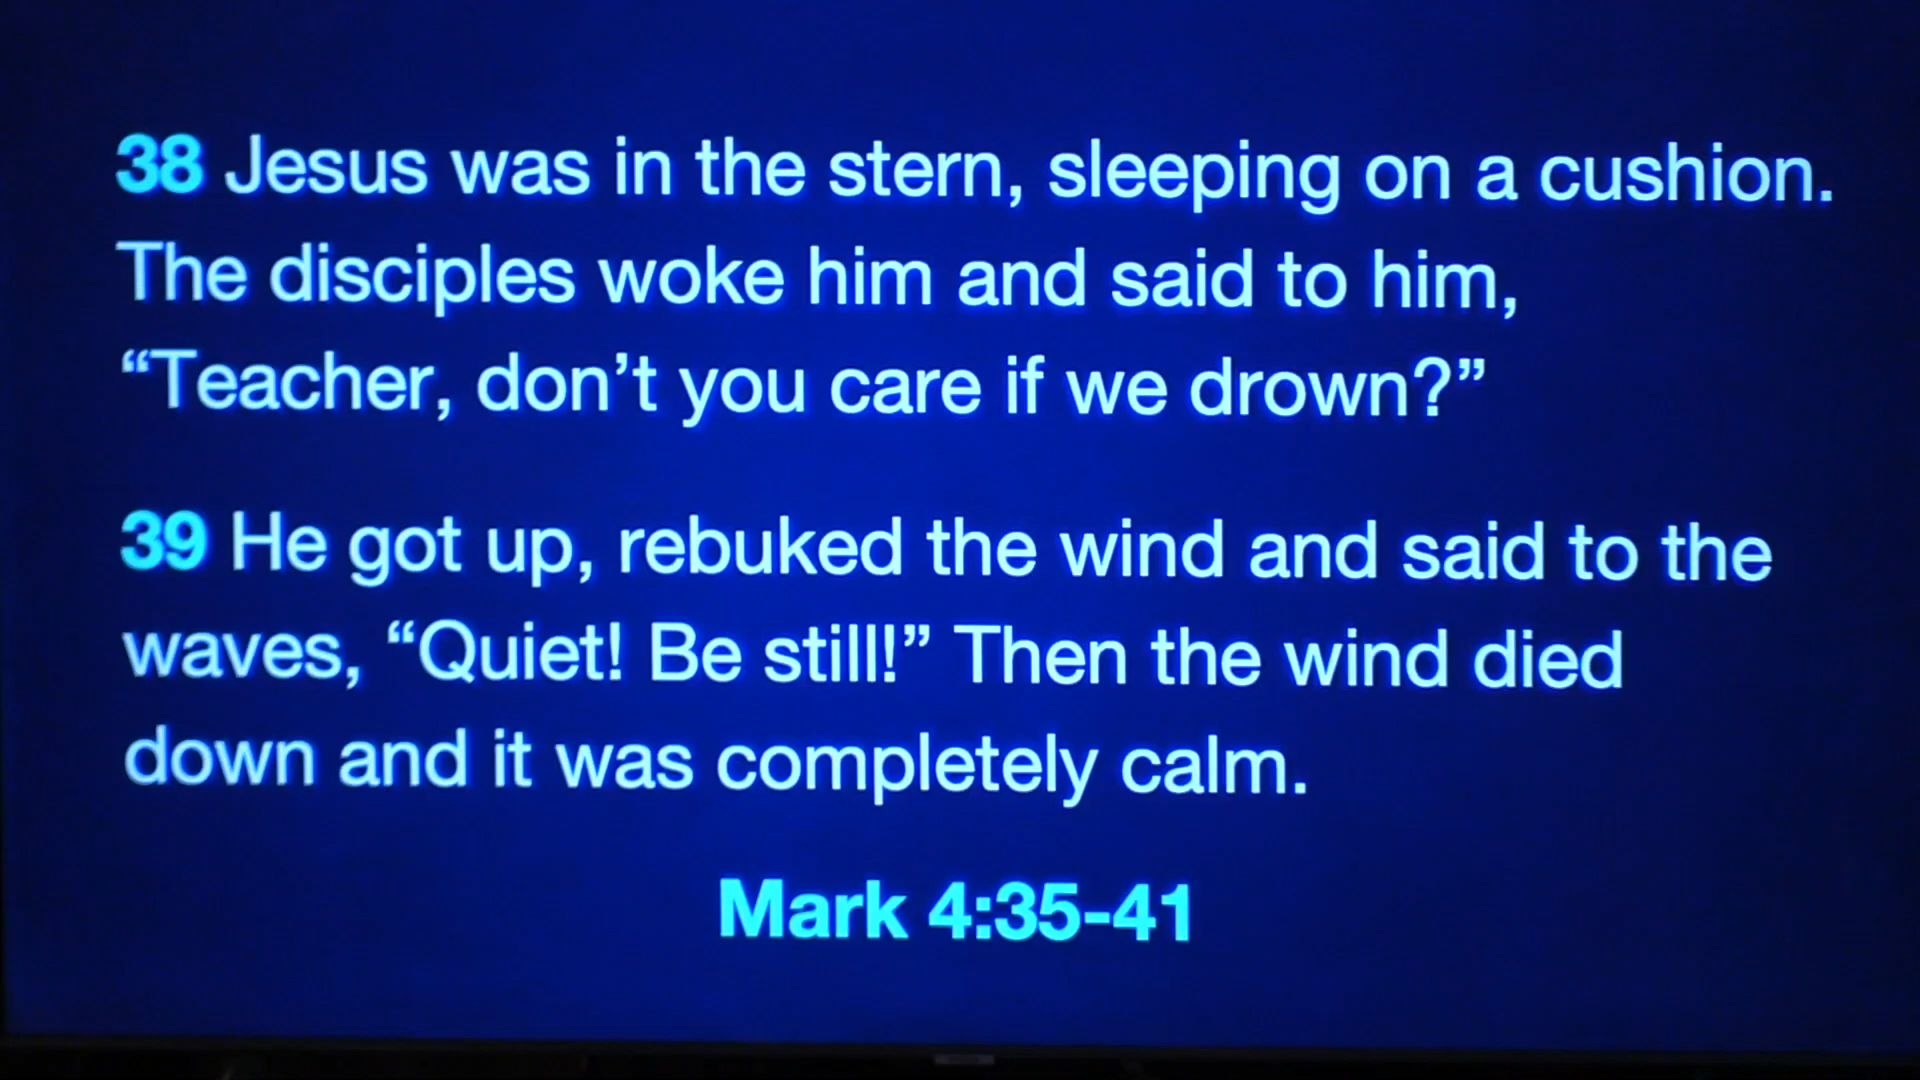 38 Jesus was in the stern, sleeping on a cushion.
The disciples woke him and said to him,
“Teacher, don’t you care if we drown?”
39 He got up, rebuked the wind and said to the
waves, “Quiet! Be still!” Then the wind died
down and it was completely calm.
Mark 4:35-41